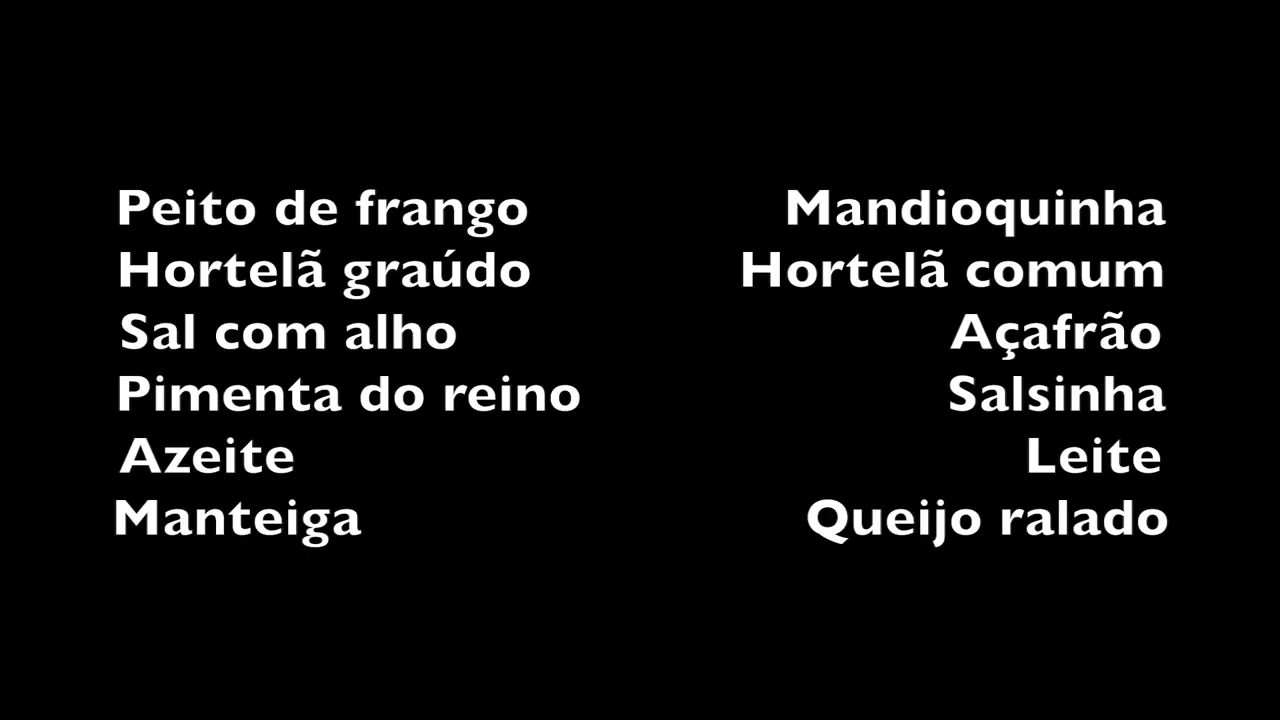 Peito de frango
Hortelã graúdo
Sal com alho
Pimenta do reino
Azeite
Manteiga
Mandioquinha
Hortelã comum
Açafrão
Salsinha
Leite
Queijo ralado